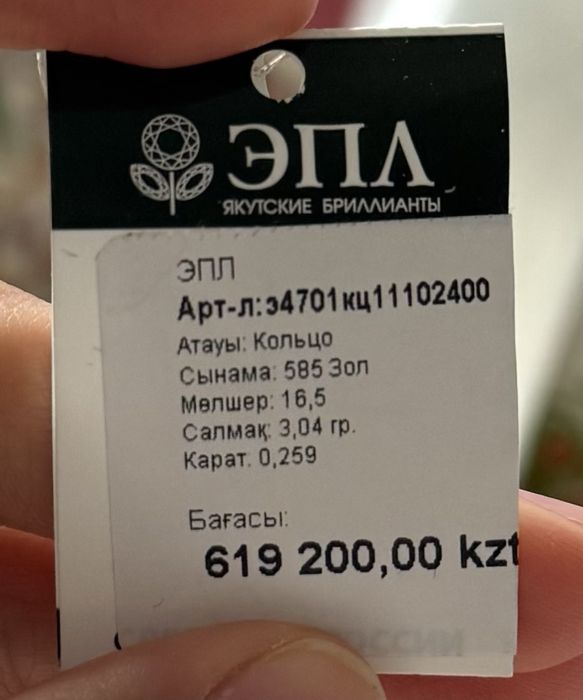 ЭПЛ
ЯКУТСКИЕ БРИЛЛИАНТЫ
ЭПЛ
Арт-л:э4701кц11102400
Атауы: Кольцо
Сынама: 585 Зол
Мөлшер: 16,5
Салмақ: 3,04 гр.
Карат: 0,259
Бағасы:
619 200,00 kzt